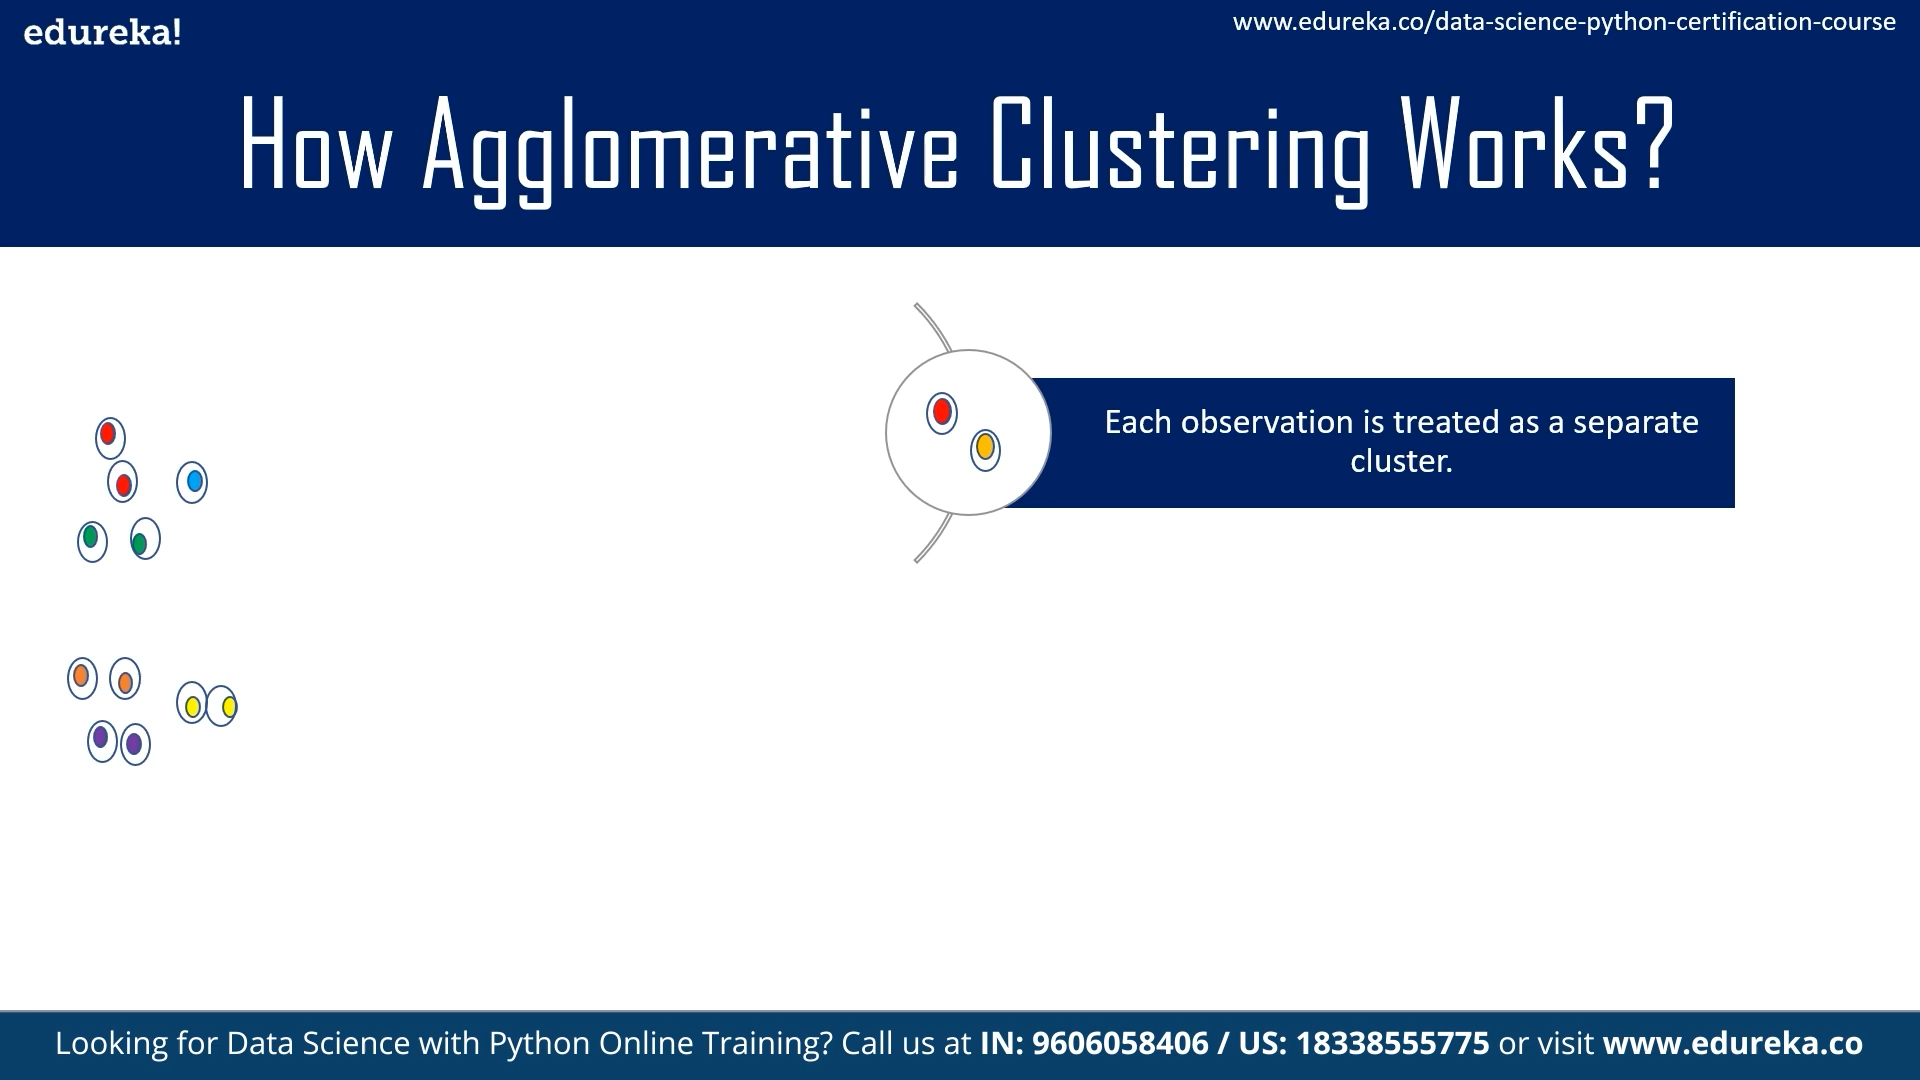 edureka!
www.edureka.co/data-science-python-certification-course
How Agglomerative Clustering Works?
Each observation is treated as a separate
cluster.
Looking for Data Science with Python Online Training? Call us at IN: 9606058406 / US: 18338555775 or visit www.edureka.co